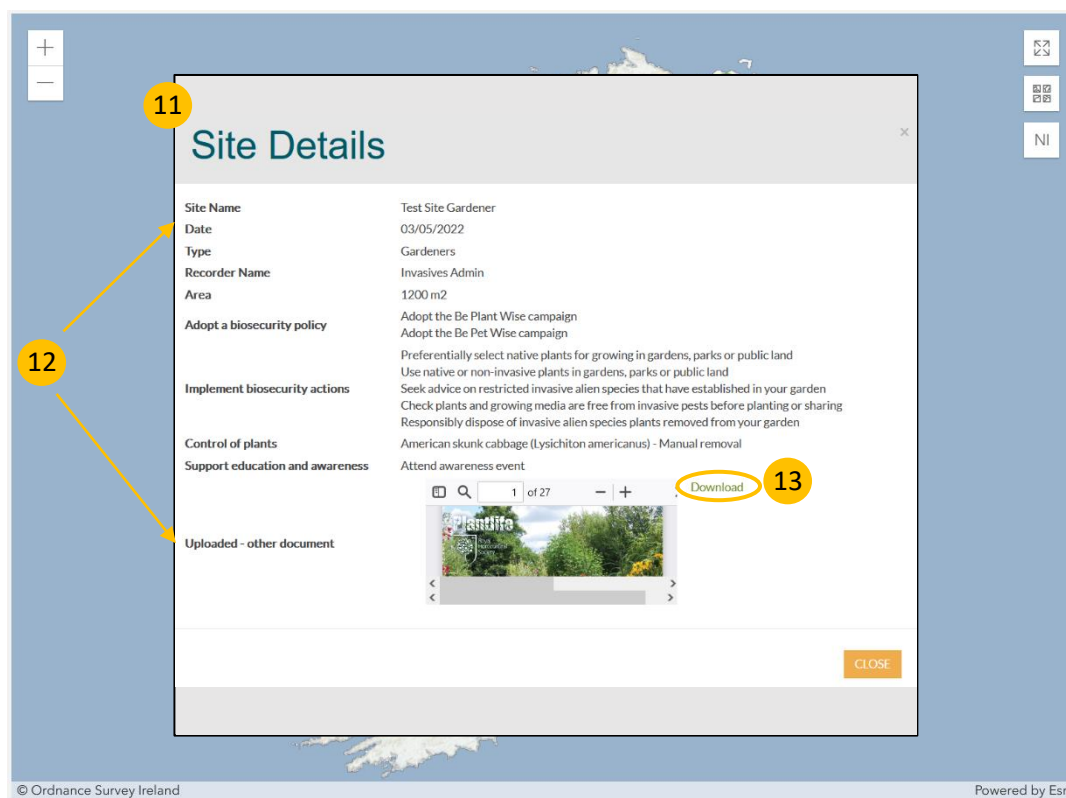 11
Site Details
×
NI
Site Name Test Site Gardener
Date 03/05/2022
Type Gardeners
Recorder Name Invasives Admin
Area 1200 m2
Adopt a biosecurity policy Adopt the Be Plant Wise campaign
Adopt the Be Pet Wise campaign
12
Preferentially select native plants for growing in gardens, parks or public land
Use native or non-invasive plants in gardens, parks or public land
Implement biosecurity actions Seek advice on restricted invasive alien species that have established in your garden
Check plants and growing media are free from invasive pests before planting or sharing
Responsibly dispose of invasive alien species plants removed from your garden
Control of plants American skunk cabbage (Lysichiton americanus) - Manual removal
Support education and awareness Attend awareness event
1 of 27
Download
13
Plantlife
Royal
Horticultural
Society
Uploaded - other document
CLOSE
© Ordnance Survey Ireland
Powered by Esr